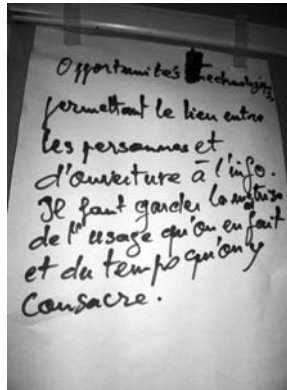 Opportunités technologies,
permettant le lien entre
les personnes et
d'ouverture à l'info.
Il faut garder la maîtrise
de l'usage qu'on en fait
et du temps qu'on y
consacre.